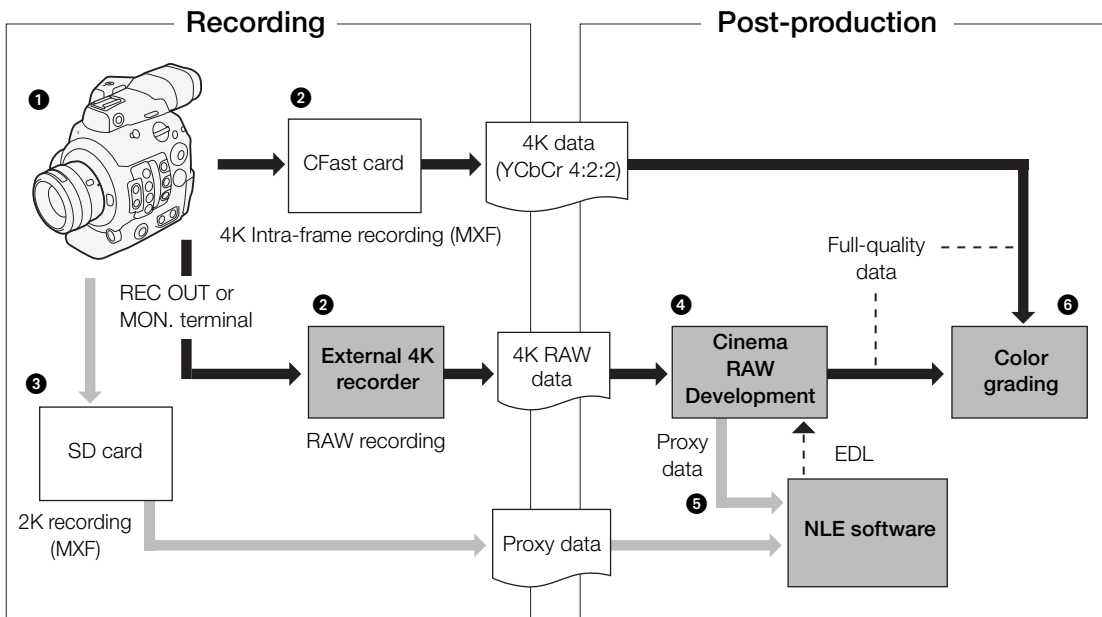 Recording
Post-production
❶
❷
CFast card
4K data
(YCbCr 4:2:2)
4K Intra-frame recording (MXF)
Full-quality
data
REC OUT or
MON. terminal
❷
External 4K
recorder
RAW recording
4K RAW
data
❹
Cinema
RAW
Development
❻
Color
grading
❸
SD card
2K recording
(MXF)
Proxy
data
EDL
❺
NLE software
Proxy data